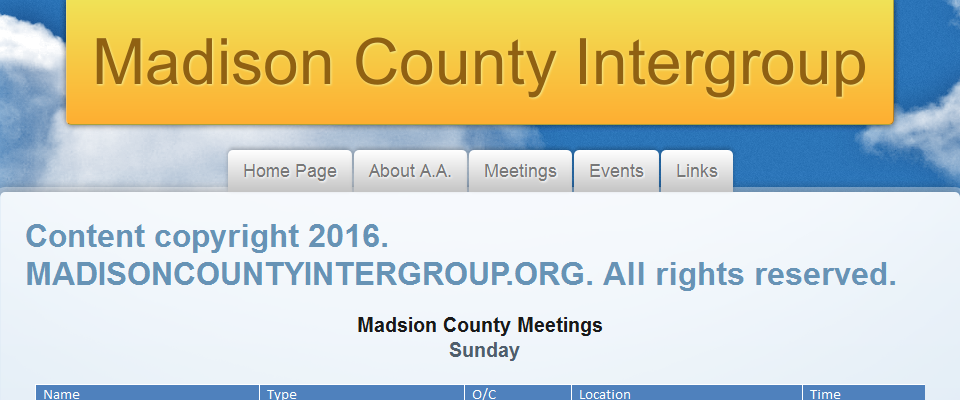 Madison County Intergroup
Home Page About A.A. Meetings Events Links
Content copyright 2016.
MADISONCOUNTYINTERGROUP.ORG. All rights reserved.
Madsion County Meetings
Sunday
Name Type O/C Location Time